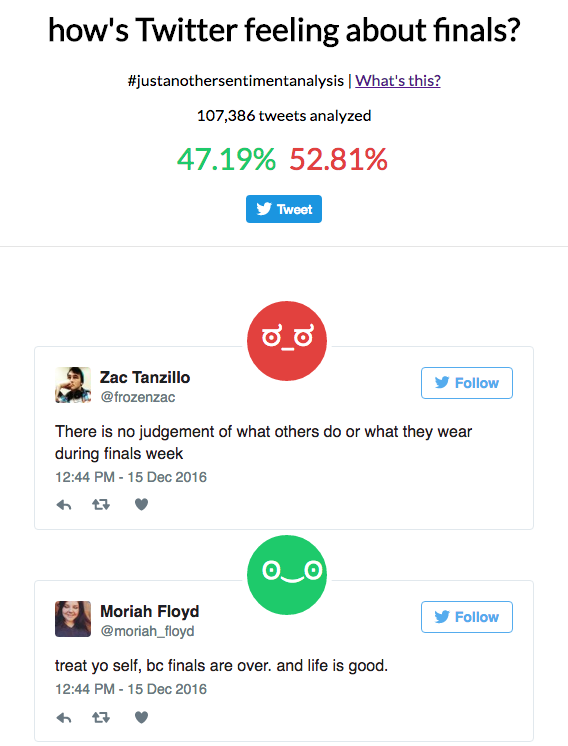 how's Twitter feeling about finals?
#justanothersentimentanalysis | What's this?
107,386 tweets analyzed
47.19% 52.81%
Tweet
ಠ_ಠ
Zac Tanzillo
@frozenzac
Follow
There is no judgement of what others do or what they wear
during finals week
12:44 PM - 15 Dec 2016
ʘ‿ʘ
Moriah Floyd
@moriah_floyd
Follow
treat yo self, bc finals are over. and life is good.
12:44 PM - 15 Dec 2016